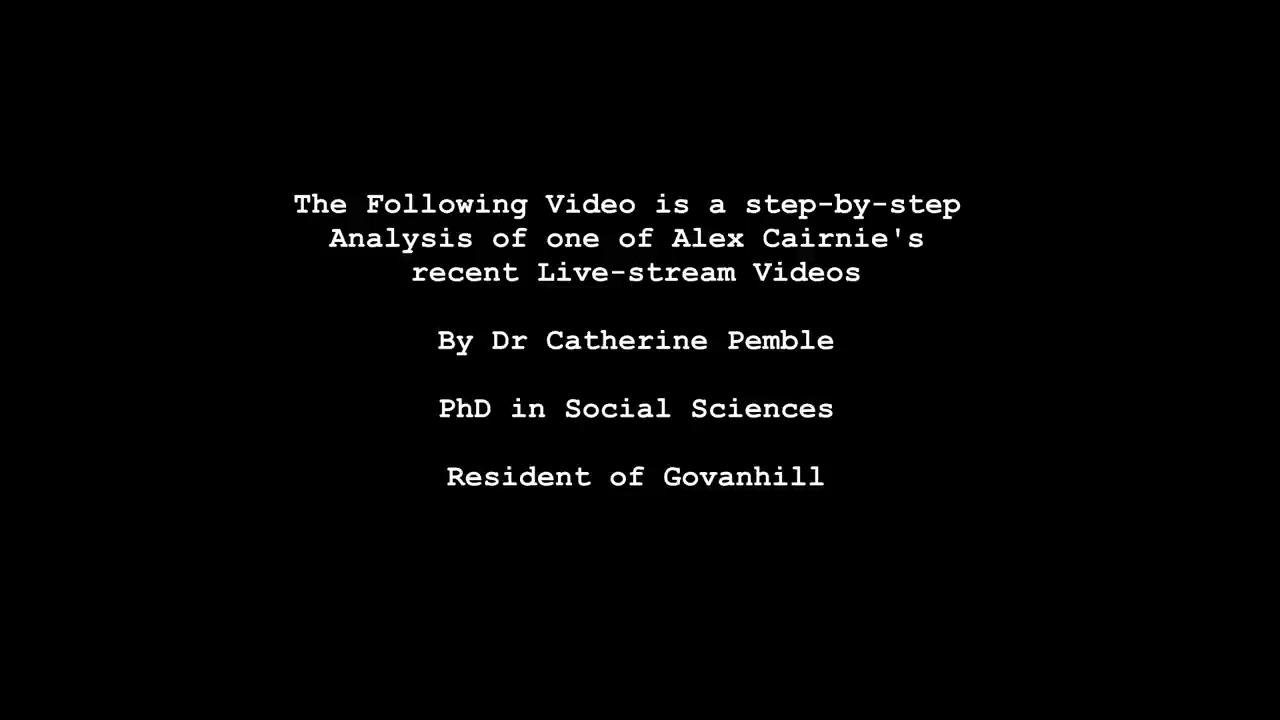 The Following Video is a step-by-step
Analysis of one of Alex Cairnie's
recent Live-stream Videos
By Dr Catherine Pemble
PhD in Social Sciences
Resident of Govanhill